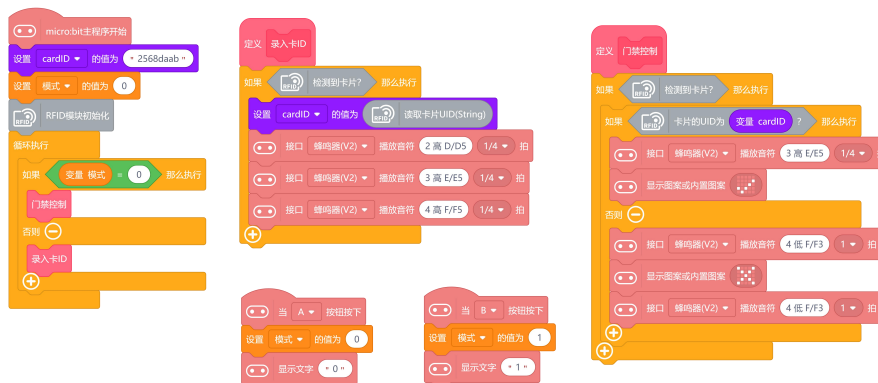 micro:bit主程序开始
设置 cardID 的值为 " 2568daab "
设置 模式 的值为 0
RFID RFID模块初始化
循环执行
如果 变量 模式 = 0 那么执行
门禁控制
否则
录入卡ID
定义 录入卡ID
如果 RFID 检测到卡片? 那么执行
设置 cardID 的值为 RFID 读取卡片UID(String)
接口 蜂鸣器(V2) 播放音符 2 高 D/D5 1/4 拍
接口 蜂鸣器(V2) 播放音符 3 高 E/E5 1/4 拍
接口 蜂鸣器(V2) 播放音符 4 高 F/F5 1/4 拍
当 A 按钮按下
设置 模式 的值为 0
显示文字 " 0 "
当 B 按钮按下
设置 模式 的值为 1
显示文字 " 1 "
定义 门禁控制
如果 RFID 检测到卡片? 那么执行
如果 RFID 卡片的UID为 变量 cardID ? 那么执行
接口 蜂鸣器(V2) 播放音符 3 高 E/E5 1/4 拍
显示图案或内置图案
否则
接口 蜂鸣器(V2) 播放音符 4 低 F/F3 1 拍
显示图案或内置图案
接口 蜂鸣器(V2) 播放音符 4 低 F/F3 1 拍